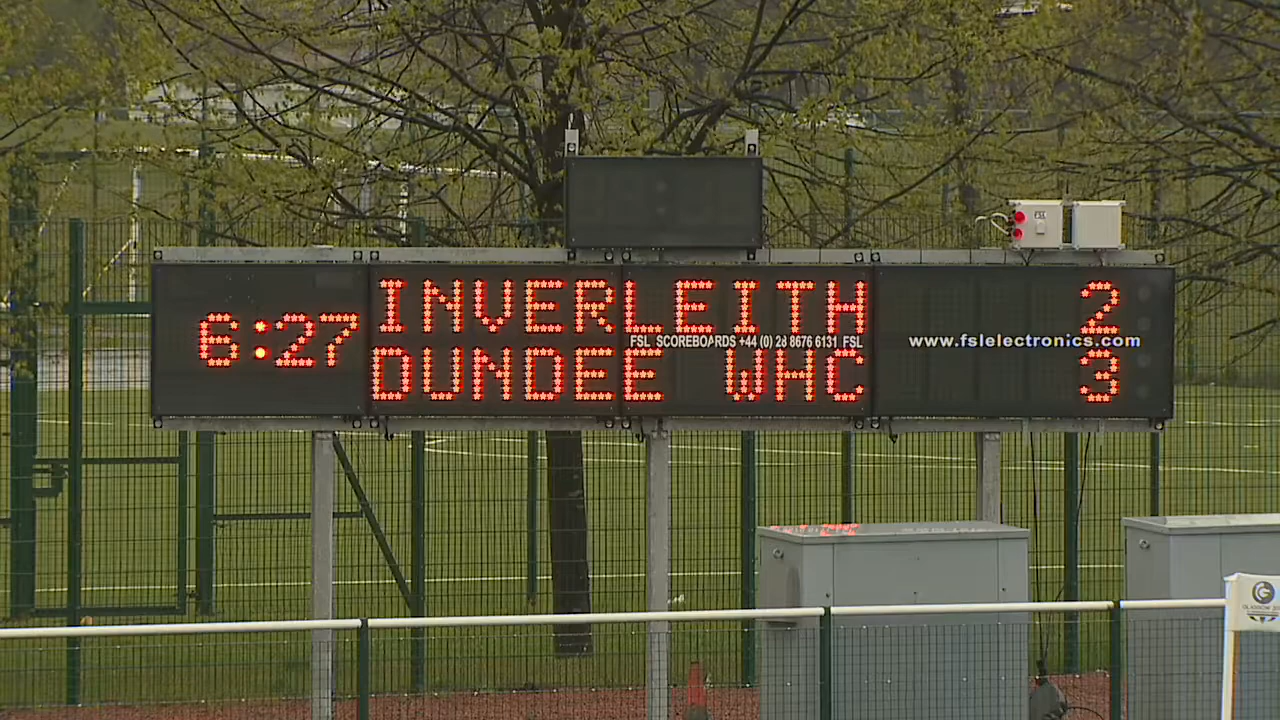 FSL
6:27
INVERLEITH 2
FSL SCOREBOARDS +44 (0) 28 8676 6131 FSL
www.fslelectronics.com
DUNDEE WHC 3